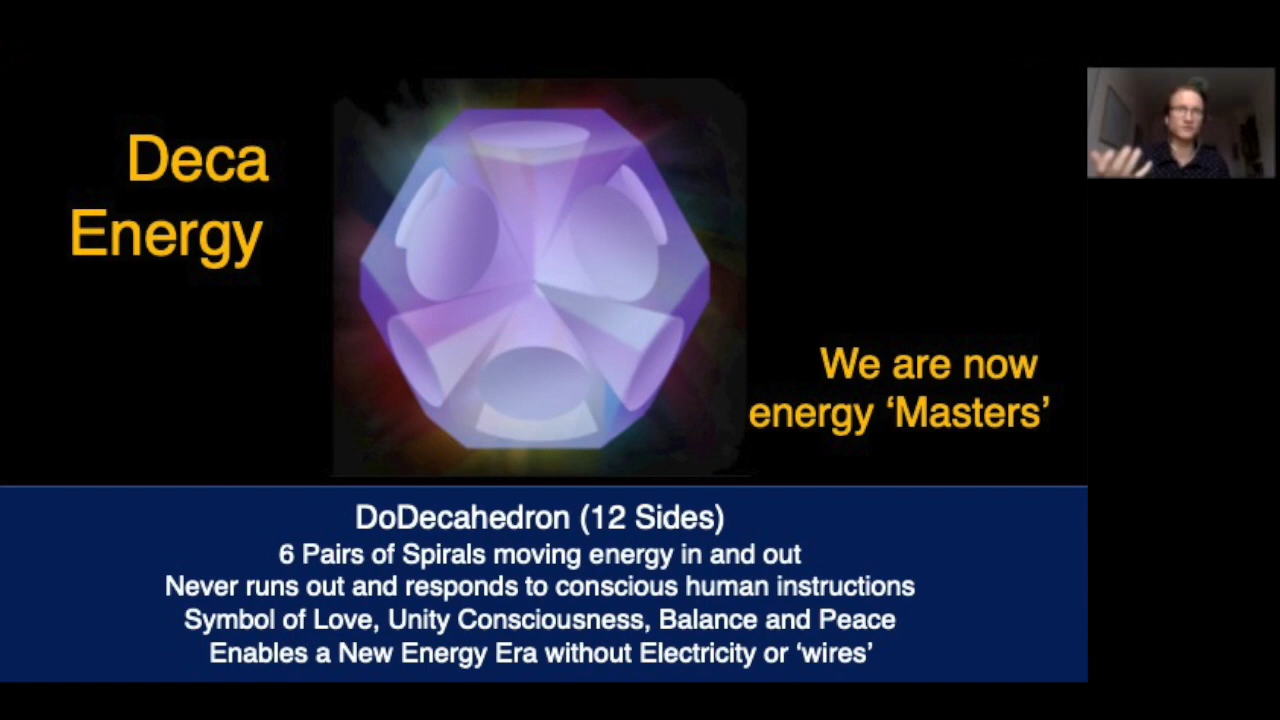 Deca
Energy
We are now
energy ‘Masters’
DoDecahedron (12 Sides)
6 Pairs of Spirals moving energy in and out
Never runs out and responds to conscious human instructions
Symbol of Love, Unity Consciousness, Balance and Peace
Enables a New Energy Era without Electricity or ‘wires’